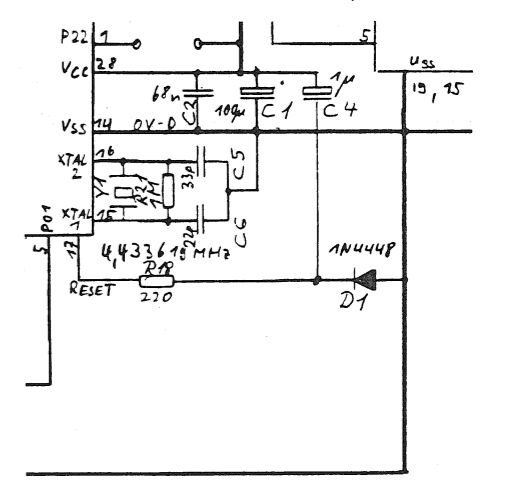 P22 1
5
Vcc 28
USS
19, 15
68n
C2
100µ
C1
1µ
C4
VSS 14 0V-D
XTAL 2 16
Y1
R21
1M
33p
C5
XTAL 1 15
22p
C6
4,433619 MHz
P01
5
17
RESET
R18
220
1N4448
D1